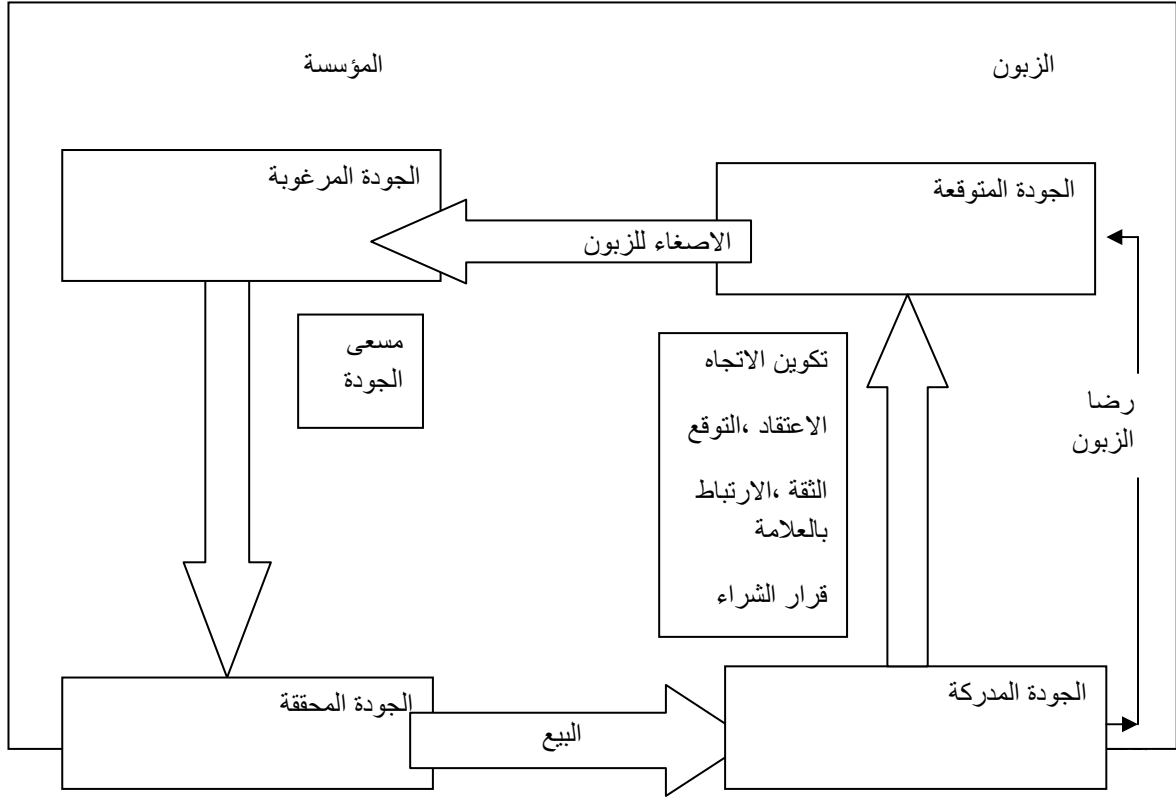 الزبون
المؤسسة
الجودة المتوقعة
الجودة المرغوبة
الاصغاء للزبون
مسعى
الجودة
تكوين الاتجاه
الاعتقاد ،التوقع
الثقة ،الارتباط
بالعلامة
قرار الشراء
رضا
الزبون
الجودة المدركة
الجودة المحققة
البيع